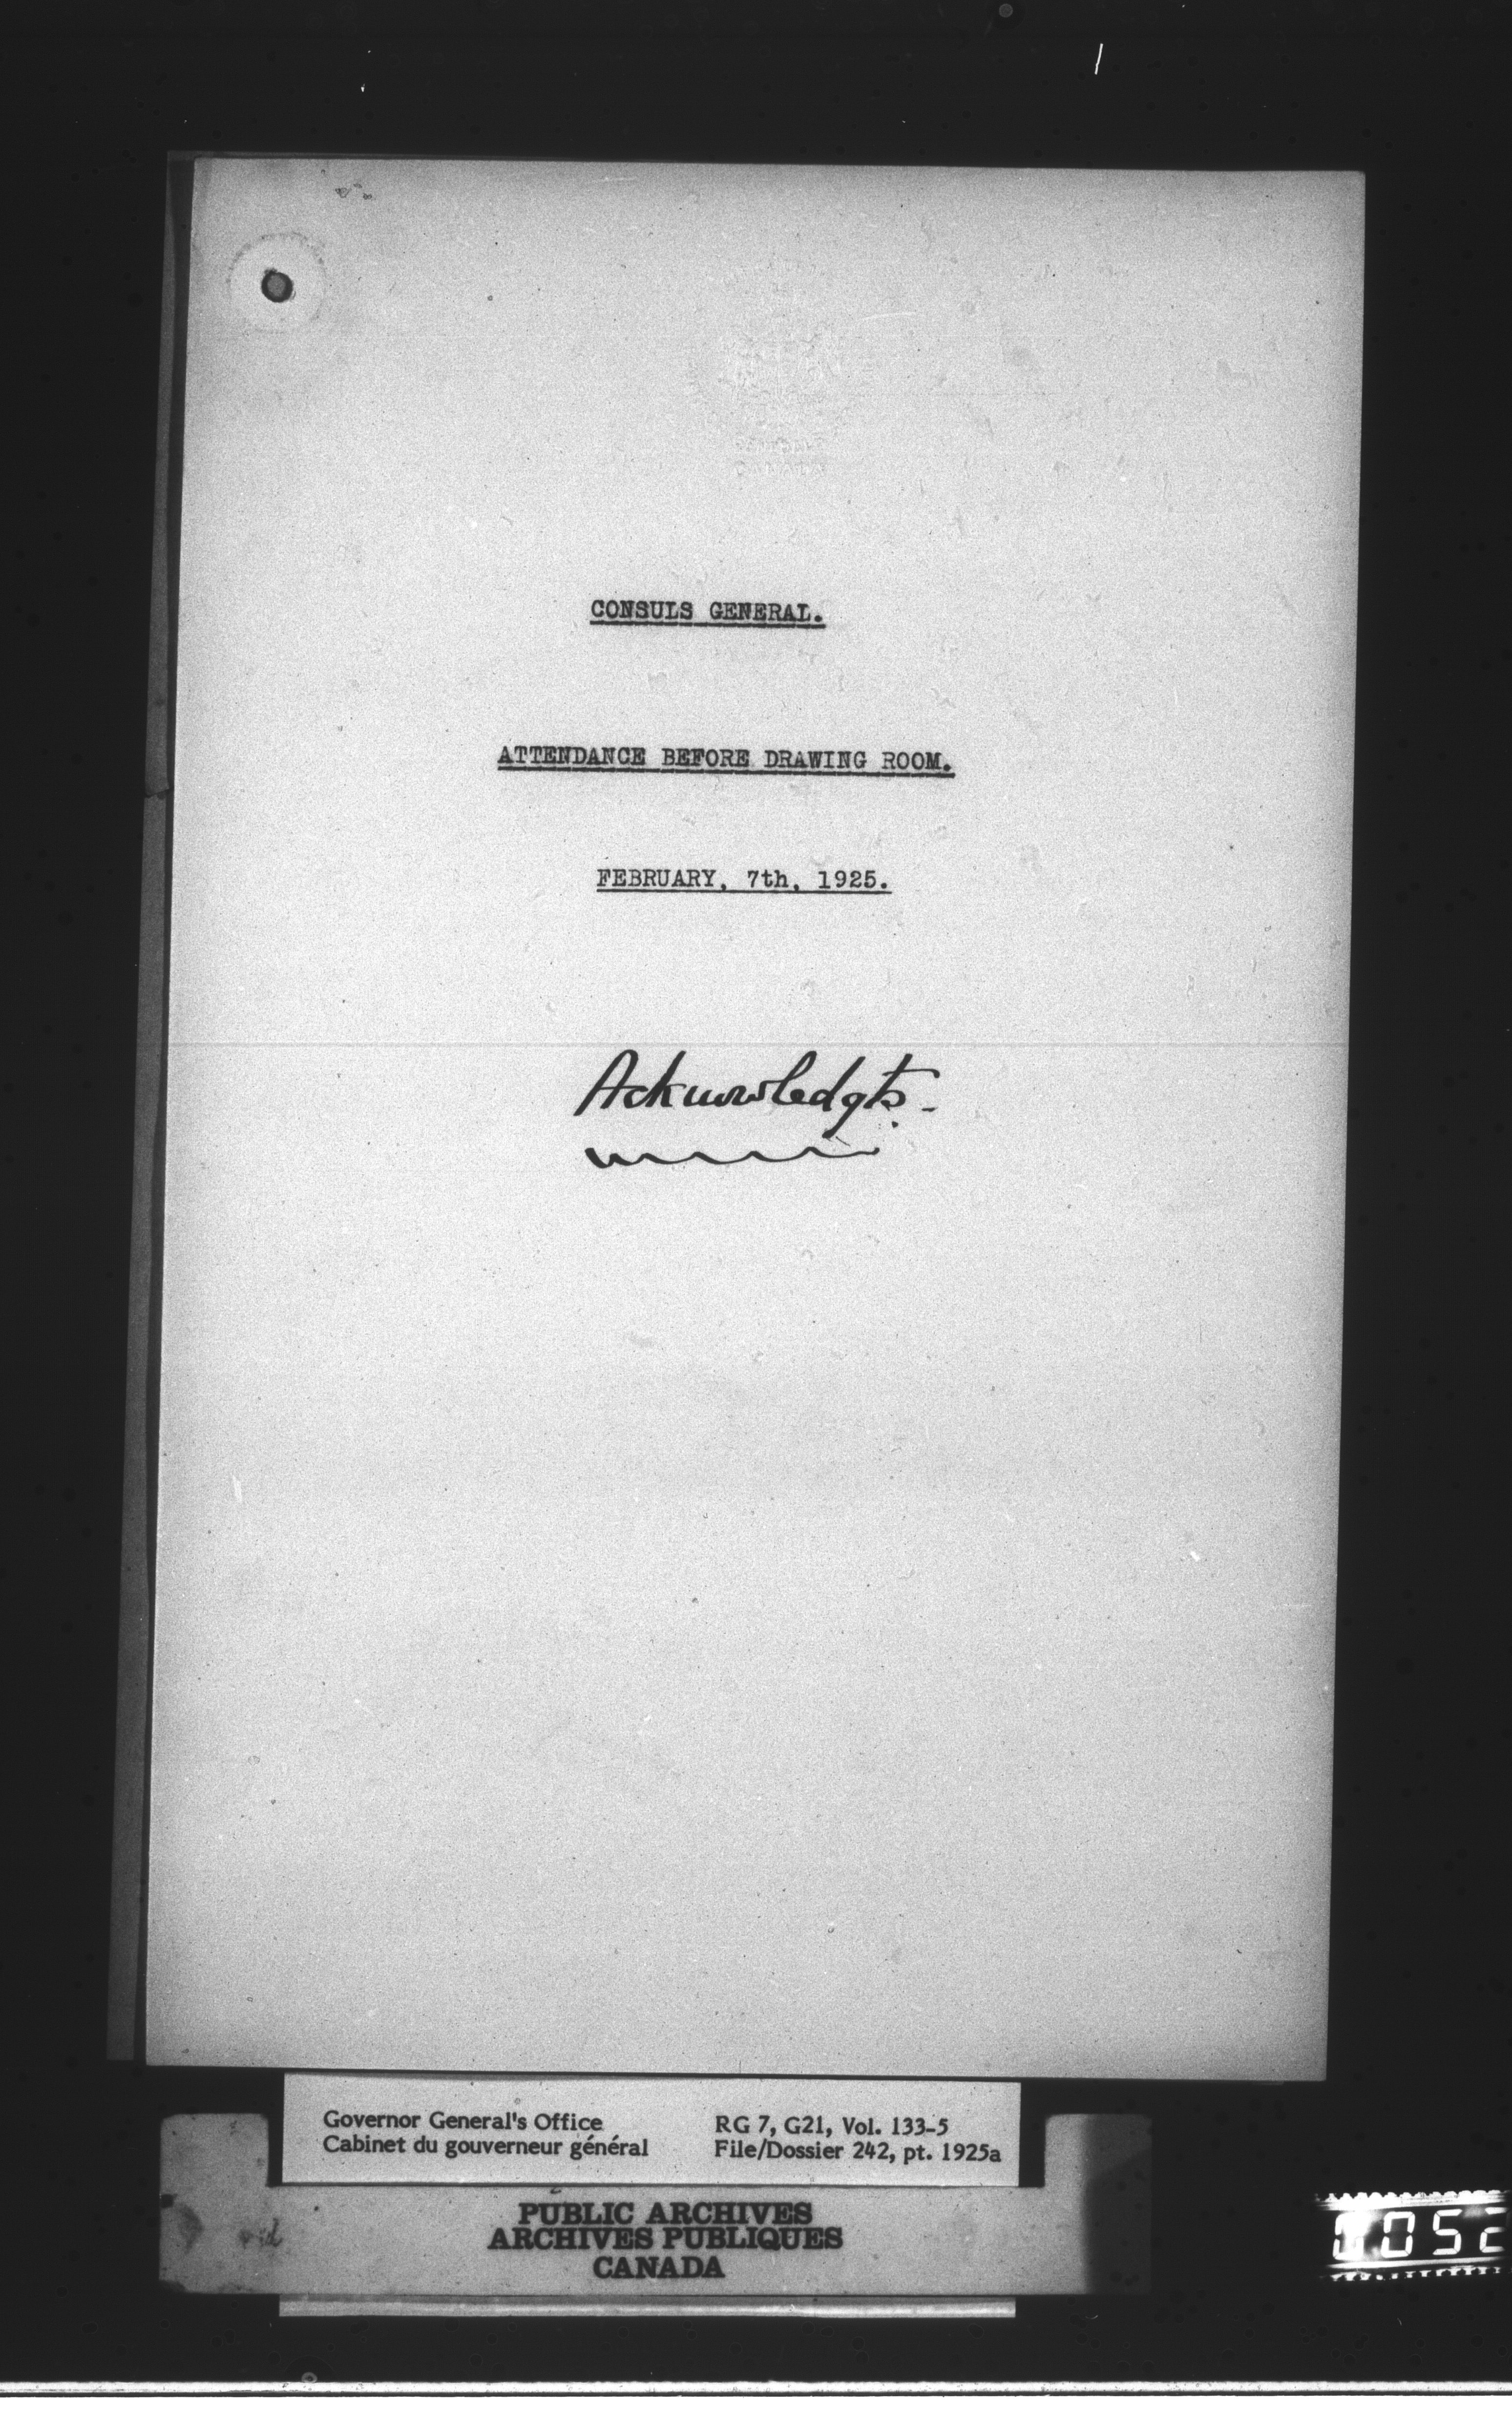 CONSULS GENERAL.
ATTENDANCE BEFORE DRAWING ROOM.
FEBRUARY, 7th, 1925.
Acknowledgts.
Governor General's Office
Cabinet du gouverneur général
RG 7, G21, Vol. 133-5
File/Dossier 242, pt. 1925a
PUBLIC ARCHIVES
ARCHIVES PUBLIQUES
CANADA